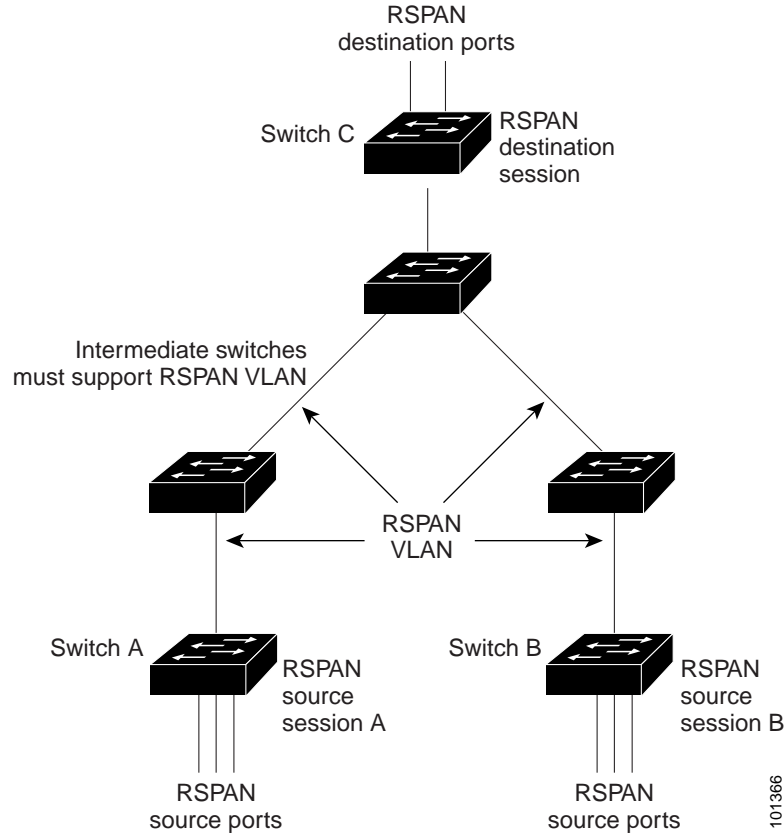 RSPAN
destination ports
Switch C
RSPAN
destination
session
Intermediate switches
must support RSPAN VLAN
RSPAN
VLAN
Switch A
RSPAN
source
session A
Switch B
RSPAN
source
session B
RSPAN
source ports
RSPAN
source ports
101366